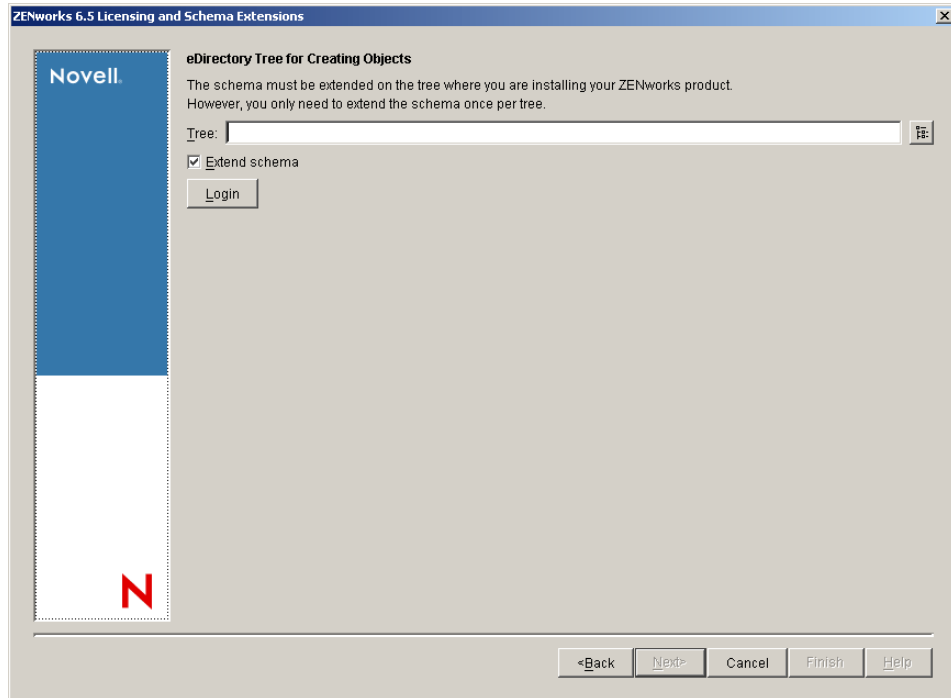 ZENworks 6.5 Licensing and Schema Extensions
Novell.
eDirectory Tree for Creating Objects
The schema must be extended on the tree where you are installing your ZENworks product.
However, you only need to extend the schema once per tree.
Tree:
Extend schema
Login
N
<Back
Next>
Cancel
Finish
Help